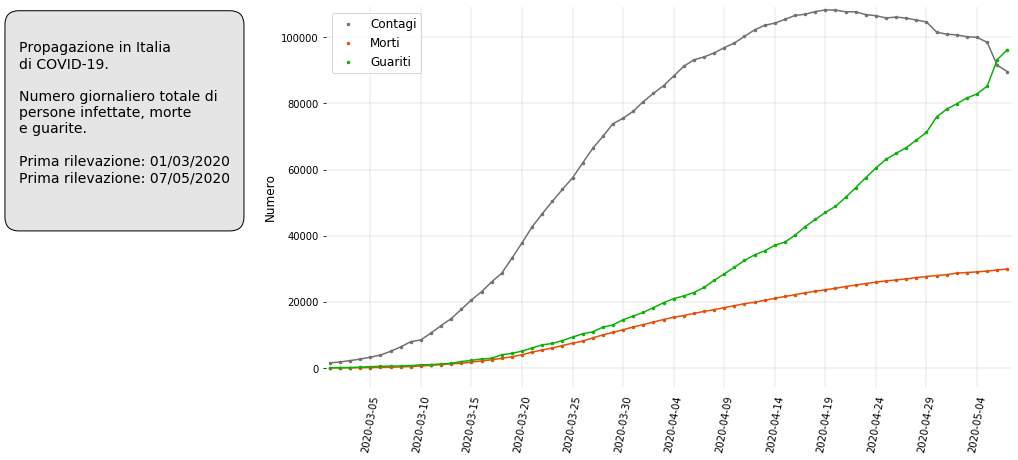 Propagazione in Italia
di COVID-19.
Numero giornaliero totale di
persone infettate, morte
e guarite.
Prima rilevazione: 01/03/2020
Prima rilevazione: 07/05/2020
Contagi
Morti
Guariti
Numero
100000
80000
60000
40000
20000
0
2020-03-05
2020-03-10
2020-03-15
2020-03-20
2020-03-25
2020-03-30
2020-04-04
2020-04-09
2020-04-14
2020-04-19
2020-04-24
2020-04-29
2020-05-04